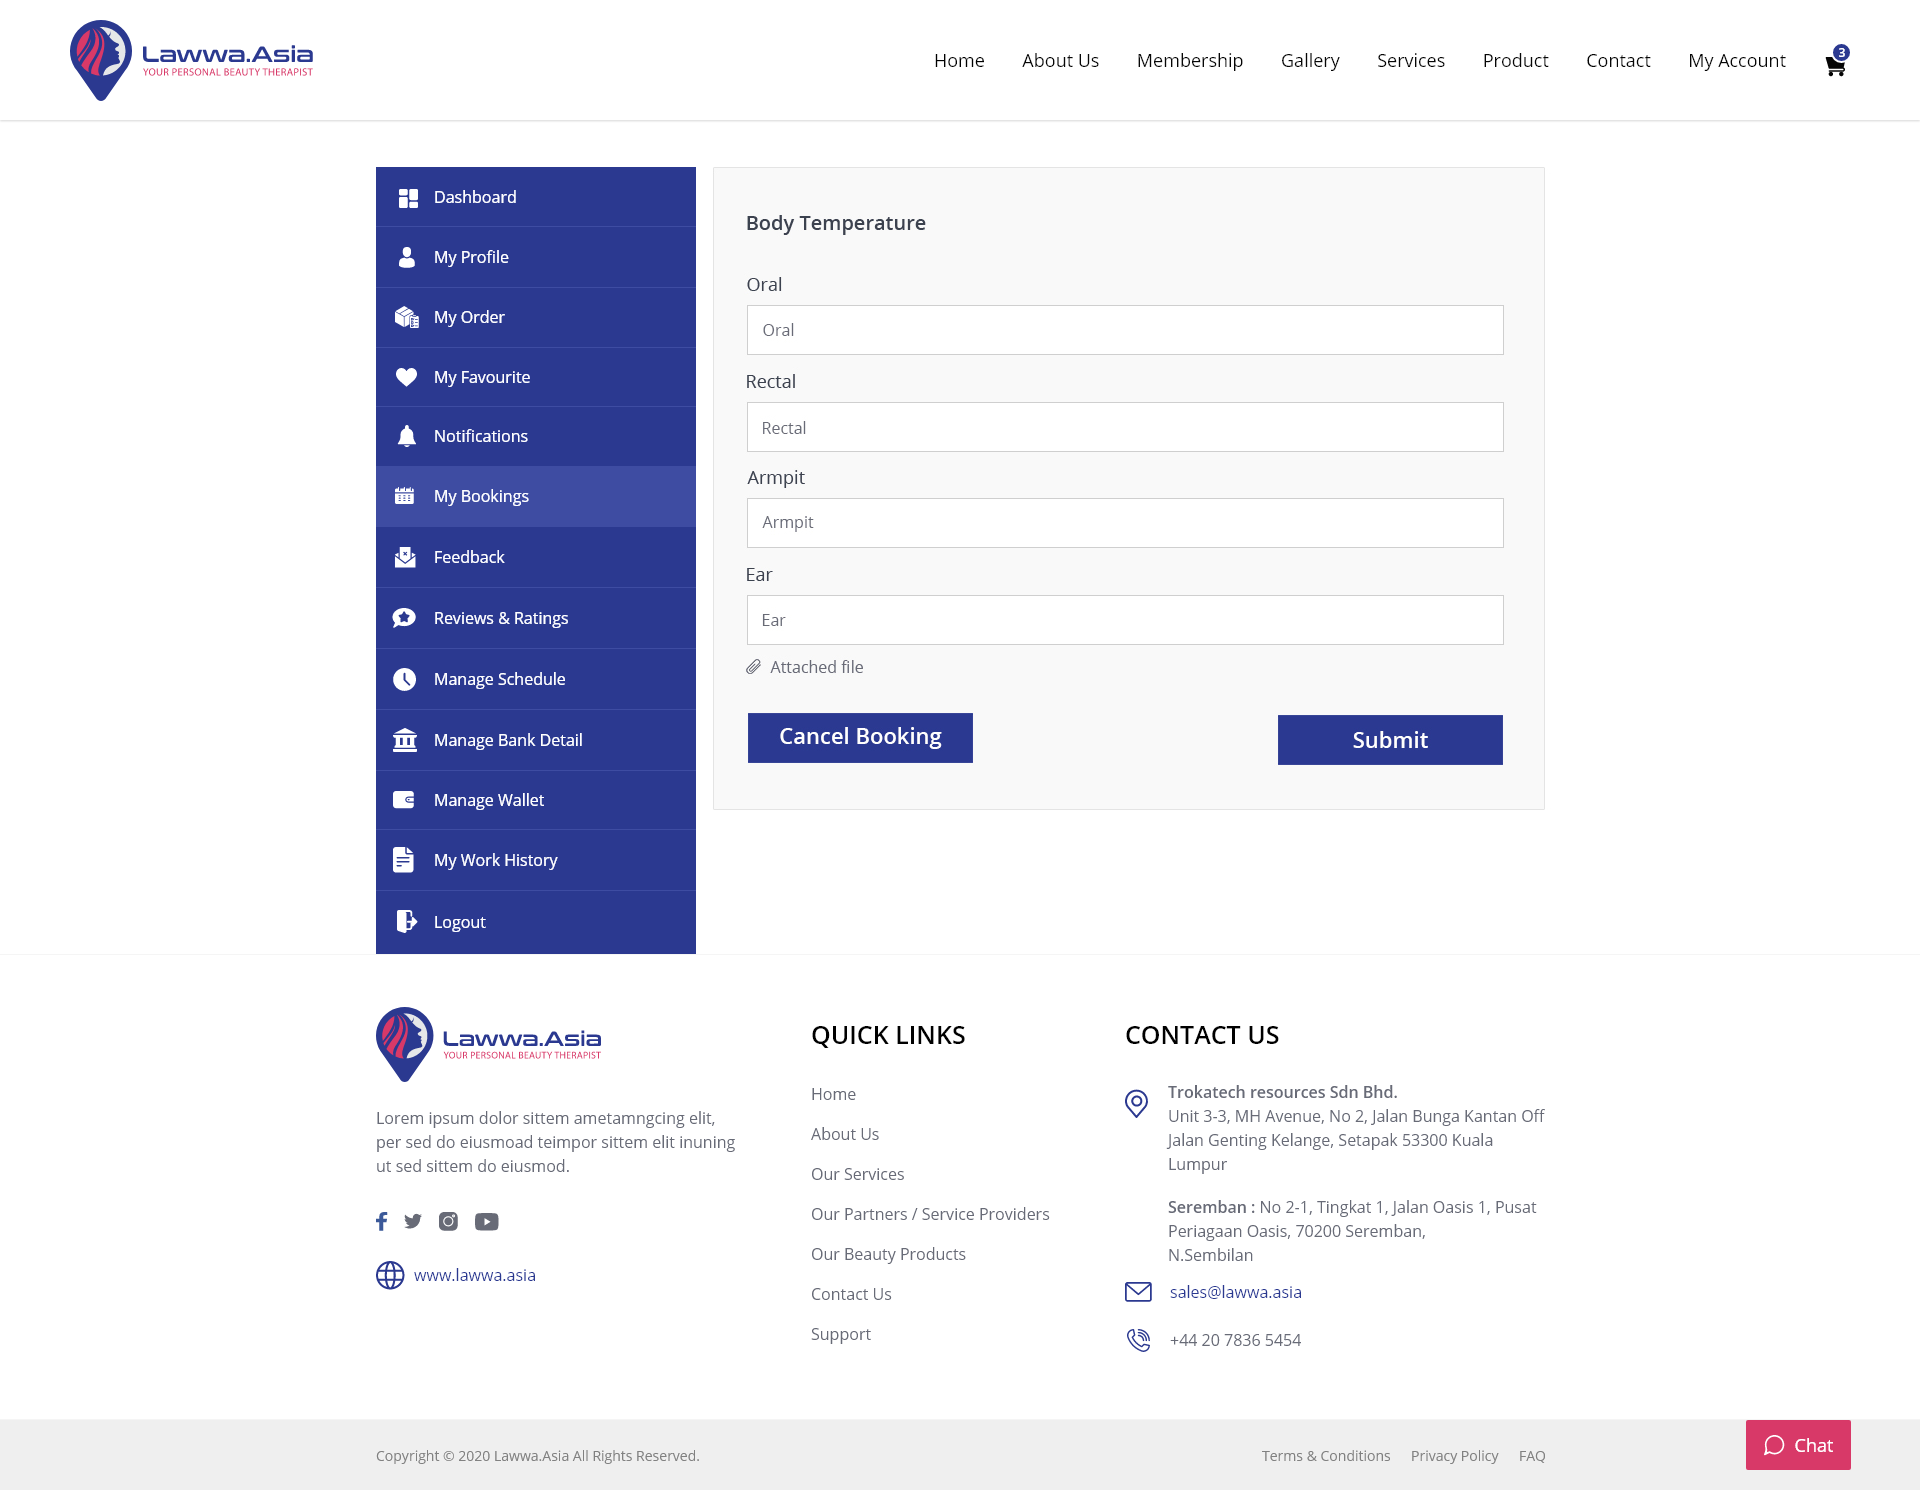 Lawwa.Asia
YOUR PERSONAL BEAUTY THERAPIST
Home About Us Membership Gallery Services Product Contact My Account 3
Dashboard
My Profile
My Order
My Favourite
Notifications
My Bookings
Feedback
Reviews & Ratings
Manage Schedule
Manage Bank Detail
Manage Wallet
My Work History
Logout
Body Temperature
Oral
Oral
Rectal
Rectal
Armpit
Armpit
Ear
Ear
Attached file
Cancel Booking
Submit
Lawwa.Asia
YOUR PERSONAL BEAUTY THERAPIST
Lorem ipsum dolor sittem ametamngcing elit,
per sed do eiusmoad teimpor sittem elit inuning
ut sed sittem do eiusmod.
www.lawwa.asia
QUICK LINKS
Home
About Us
Our Services
Our Partners / Service Providers
Our Beauty Products
Contact Us
Support
CONTACT US
Trokatech resources Sdn Bhd.
Unit 3-3, MH Avenue, No 2, Jalan Bunga Kantan Off
Jalan Genting Kelange, Setapak 53300 Kuala
Lumpur
Seremban : No 2-1, Tingkat 1, Jalan Oasis 1, Pusat
Periagaan Oasis, 70200 Seremban,
N.Sembilan
sales@lawwa.asia
+44 20 7836 5454
Copyright © 2020 Lawwa.Asia All Rights Reserved.
Terms & Conditions Privacy Policy FAQ
Chat